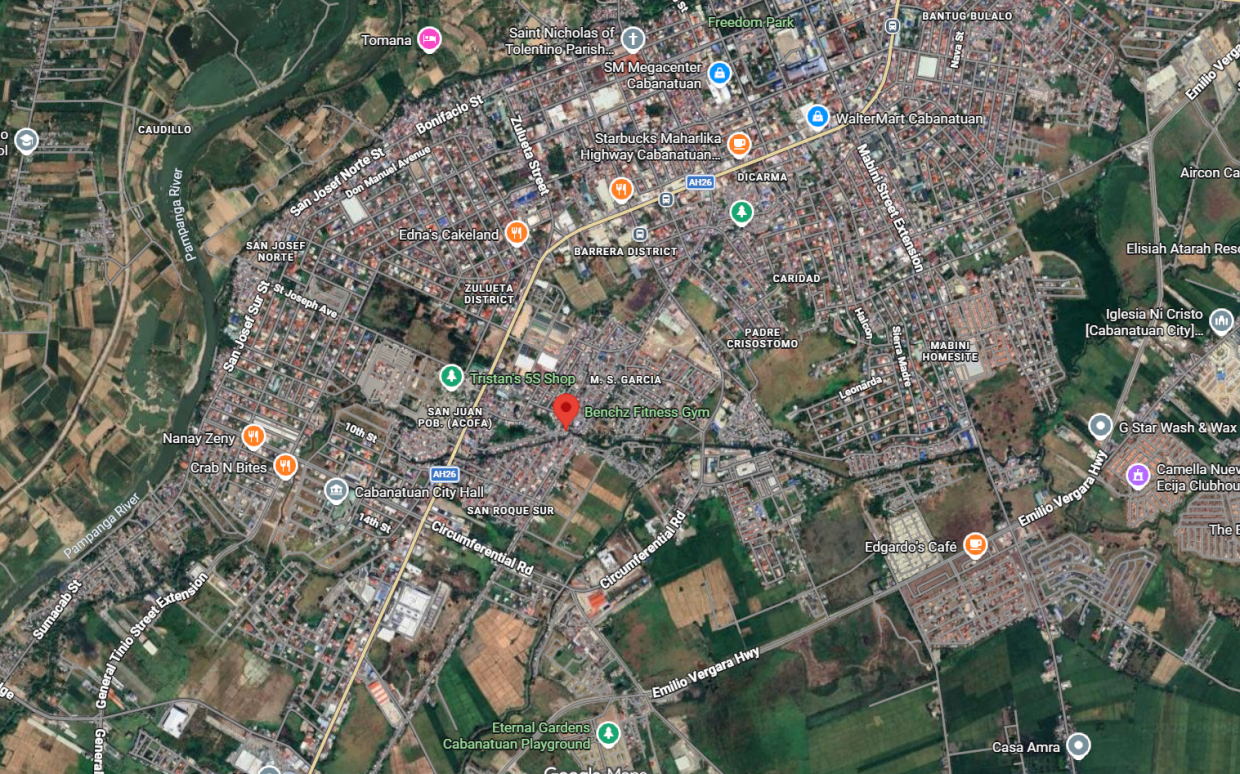 BANTUG BULALO
Freedom Park
St
Saint Nicholas of
Tolentino Parish...
Tomana
Nava St
SM Megacenter
Cabanatuan
Emilio Verga
WalterMart Cabanatuan
Bonifacio St
Zulueta Street
CAUDILLO
Starbucks Maharlika
Highway Cabanatuan...
San Josef Norte St
Don Manuel Avenue
Mabini Street Extension
Aircon Ca
DICARMA
AH26
Pampanga River
Edna's Cakeland
SAN JOSEF
NORTE
BARRERA DISTRICT
Elisiah Atarah Reso
CARIDAD
ZULUETA
DISTRICT
St Joseph Ave
San Josef Sur St
Iglesia Ni Cristo
[Cabanatuan City]...
Halcon
Sierra Madre
PADRE
CRISOSTOMO
MABINI
HOMESITE
Tristan's 5S Shop
M. S. GARCIA
Leonarda
SAN JUAN
POB. (ACOFA)
Benchz Fitness Gym
G Star Wash & Wax
Nanay Zeny
10th St
Crab N Bites
AH26
Camella Nuev
Ecija Clubhou
Cabanatuan City Hall
Emilio Vergara Hwy
SAN ROQUE SUR
14th St
Pampanga River
Circumferential Rd
Circumferential Rd
The E
Edgardo's Café
Sumacab St
General Tinio Street Extension
Emilio Vergara Hwy
ge
General
Eternal Gardens
Cabanatuan Playground
Casa Amra
Google Maps